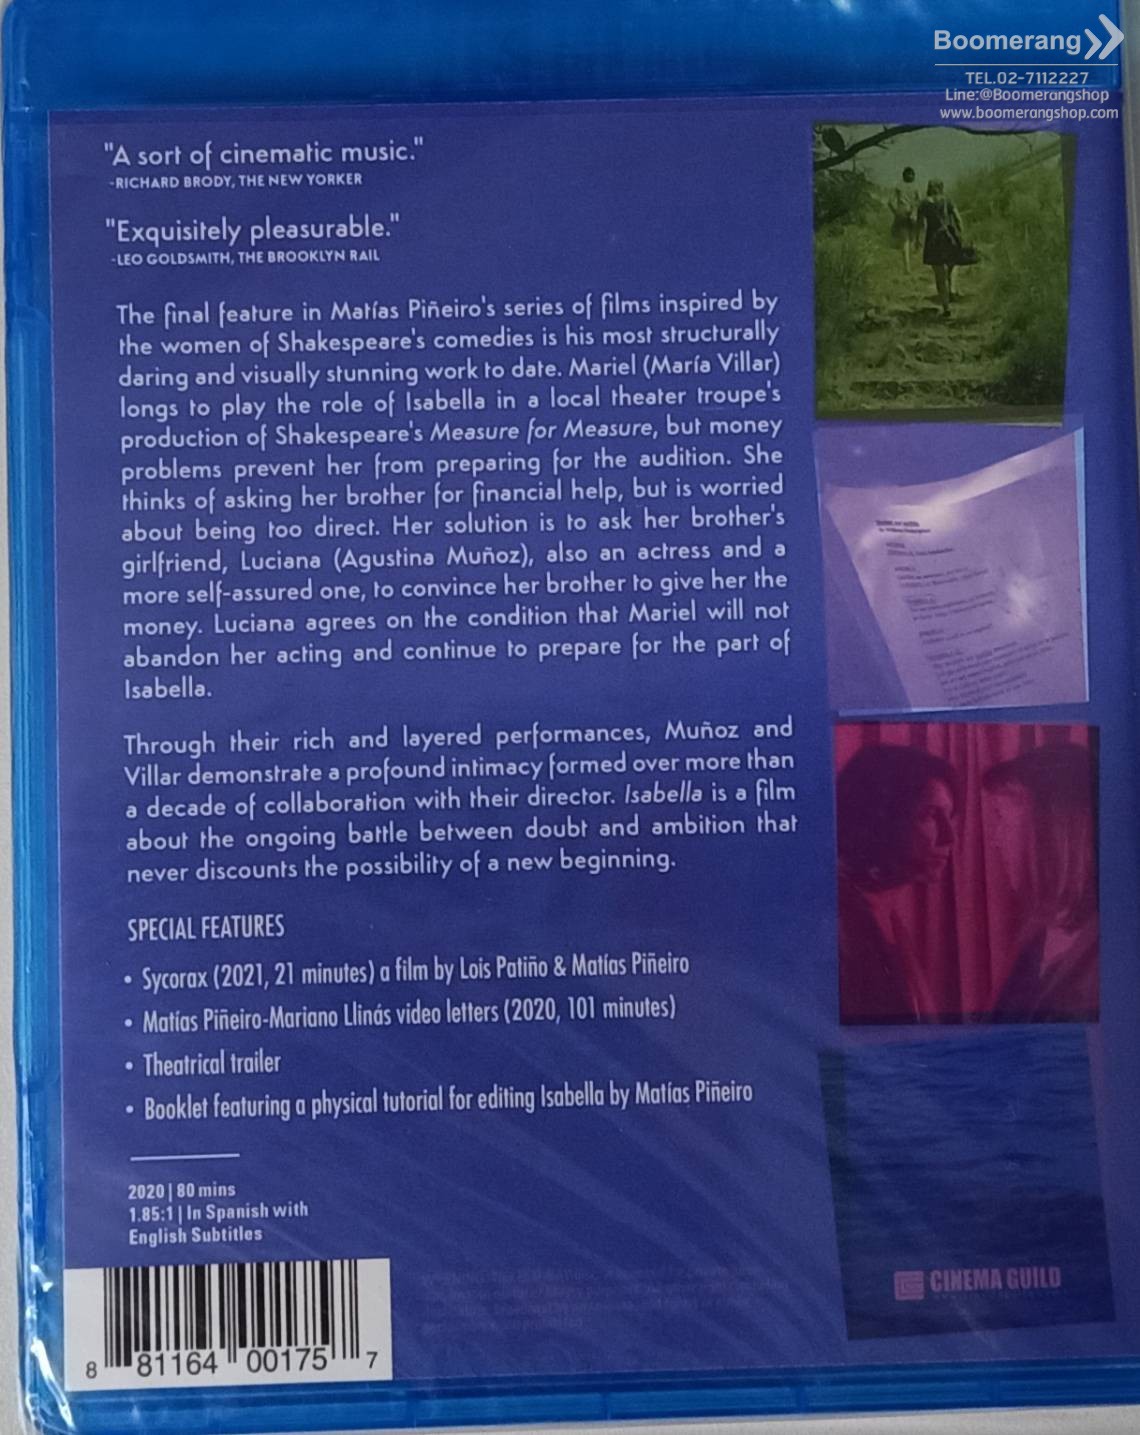 Boomerang
TEL.02-7112227
Line:@Boomerangshop
www.boomerangshop.com
"A sort of cinematic music."
-RICHARD BRODY, THE NEW YORKER
"Exquisitely pleasurable."
-LEO GOLDSMITH, THE BROOKLYN RAIL
The final feature in Matías Piñeiro's series of films inspired by
the women of Shakespeare's comedies is his most structurally
daring and visually stunning work to date. Mariel (María Villar)
longs to play the role of Isabella in a local theater troupe's
production of Shakespeare's Measure for Measure, but money
problems prevent her from preparing for the audition. She
thinks of asking her brother for financial help, but is worried
about being too direct. Her solution is to ask her brother's
girlfriend, Luciana (Agustina Muñoz), also an actress and a
more self-assured one, to convince her brother to give her the
money. Luciana agrees on the condition that Mariel will not
abandon her acting and continue to prepare for the part of
Isabella.
Through their rich and layered performances, Muñoz and
Villar demonstrate a profound intimacy formed over more than
a decade of collaboration with their director. Isabella is a film
about the ongoing battle between doubt and ambition that
never discounts the possibility of a new beginning.
SPECIAL FEATURES
• Sycorax (2021, 21 minutes) a film by Lois Patiño & Matías Piñeiro
• Matías Piñeiro-Mariano Llinás video letters (2020, 101 minutes)
• Theatrical trailer
• Booklet featuring a physical tutorial for editing Isabella by Matías Piñeiro
2020 | 80 mins
1.85:1 | In Spanish with
English Subtitles
8 81164 00175 7
CINEMA GUILD